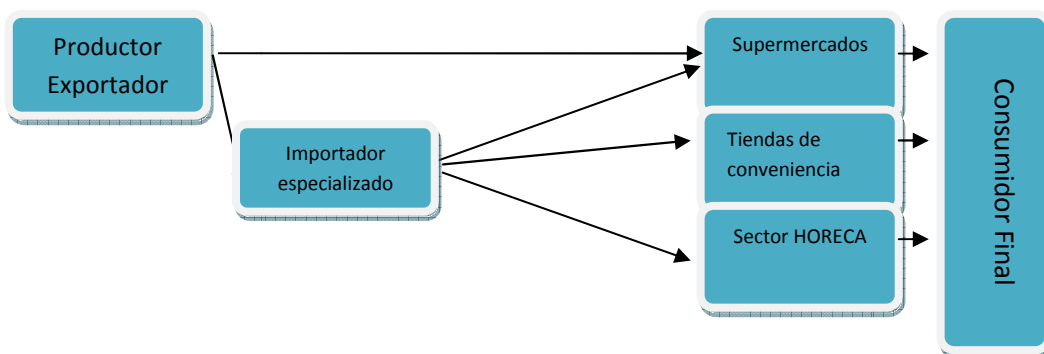 Productor
Exportador
Importador
especializado
Supermercados
Tiendas de
conveniencia
Sector HORECA
Consumidor Final